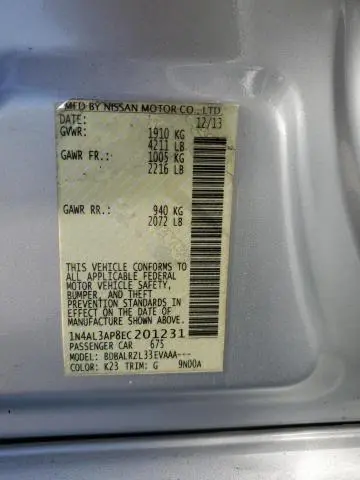 MFD BY NISSAN MOTOR CO., LTD.
DATE: 12/13
GVWR: 1910 KG
4211 LB
GAWR FR.: 1005 KG
2216 LB
GAWR RR.: 940 KG
2072 LB
THIS VEHICLE CONFORMS TO
ALL APPLICABLE FEDERAL
MOTOR VEHICLE SAFETY,
BUMPER, AND THEFT
PREVENTION STANDARDS
IN EFFECT ON THE DATE OF
MANUFACTURE SHOWN ABOVE.
1N4AL3AP8EC201231
PASSENGER CAR 675
MODEL: BDBALRZL33EVAAA---
COLOR: K23 TRIM: G 9N00A